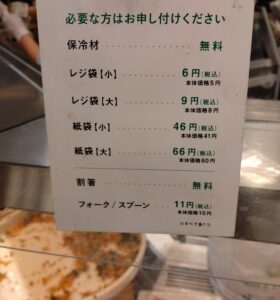 必要な方はお申し付けください
保冷材 ………… 無料
レジ袋【小】 ………… 6円(税込)
本体価格5円
レジ袋【大】 ………… 9円(税込)
本体価格8円
紙袋【小】 ………… 46円(税込)
本体価格41円
紙袋【大】 ………… 66円(税込)
本体価格60円
割箸 ………… 無料
フォーク / スプーン ……… 11円(税込)
本体価格10円